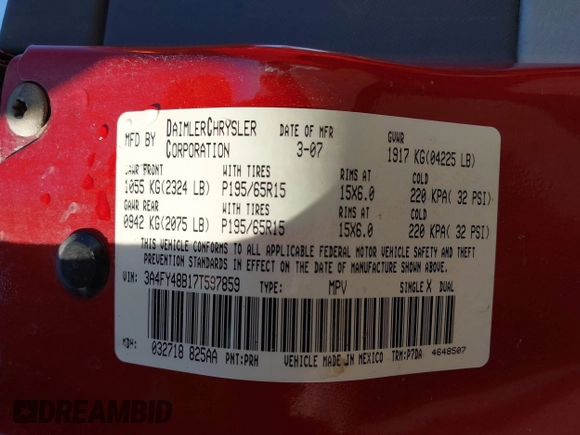 MFD BY DAIMLERCHRYSLER CORPORATION
DATE OF MFR 3-07
GVWR 1917 KG(04225 LB)
GAWR FRONT WITH TIRES RIMS AT COLD
1055 KG(2324 LB) P195/65R15 15X6.0 220 KPA( 32 PSI)
GAWR REAR WITH TIRES RIMS AT COLD
0942 KG(2075 LB) P195/65R15 15X6.0 220 KPA( 32 PSI)
THIS VEHICLE CONFORMS TO ALL APPLICABLE FEDERAL MOTOR VEHICLE SAFETY AND THEFT
PREVENTION STANDARDS IN EFFECT ON THE DATE OF MANUFACTURE SHOWN ABOVE.
VIN: 3A4FY48B17T597859 TYPE: MPV SINGLE X DUAL
MDH: 032718 825AA PNT:PRH VEHICLE MADE IN MEXICO TRM:P7DA 4648507
DREAMBID